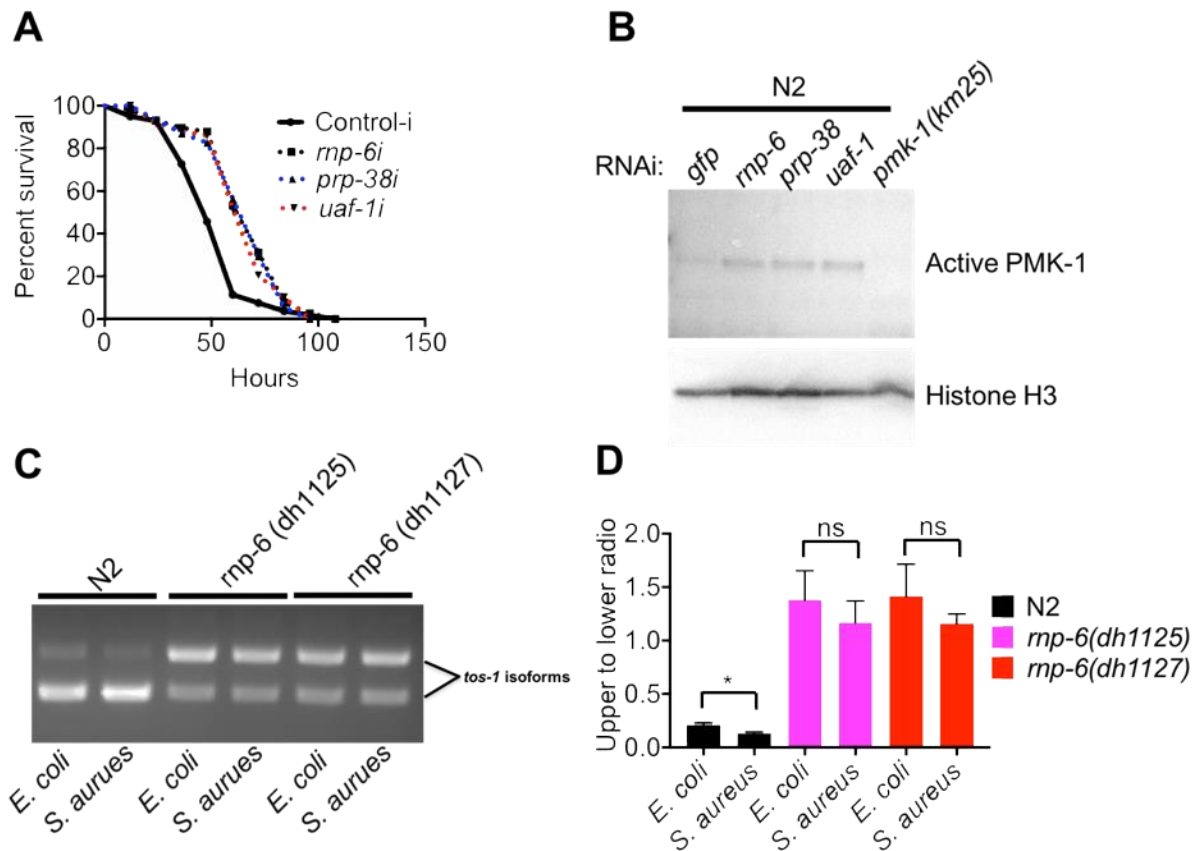 A
Percent survival
100
80
60
40
20
0
0
50
100
150
Hours
Control-i
rnp-6i
prp-38i
uaf-1i
B
N2
RNAi:
gfp
rnp-6
prp-38
uaf-1
pmk-1(km25)
Active PMK-1
Histone H3
C
N2
rnp-6 (dh1125)
rnp-6 (dh1127)
tos-1 isoforms
E. coli
S. aurues
E. coli
S. aurues
E. coli
S. aurues
D
Upper to lower radio
2.0
1.5
1.0
0.5
0.0
*
ns
ns
N2
rnp-6(dh1125)
rnp-6(dh1127)
E. coli
S. aureus
E. coli
S. aureus
E. coli
S. aureus